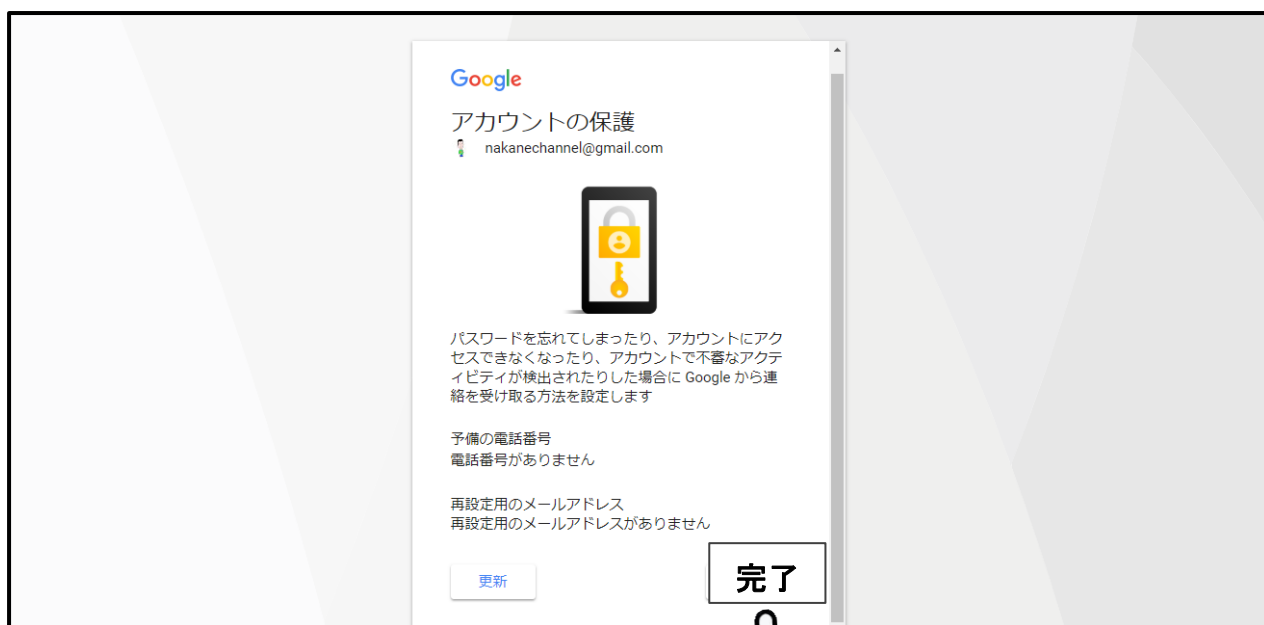 Google
アカウントの保護
nakanechannel@gmail.com
パスワードを忘れてしまったり、アカウントにアク
セスできなくなったり、アカウントで不審なアクテ
ィビティが検出されたりした場合に Google から連
絡を受け取る方法を設定します
予備の電話番号
電話番号がありません
再設定用のメールアドレス
再設定用のメールアドレスがありません
更新
完了